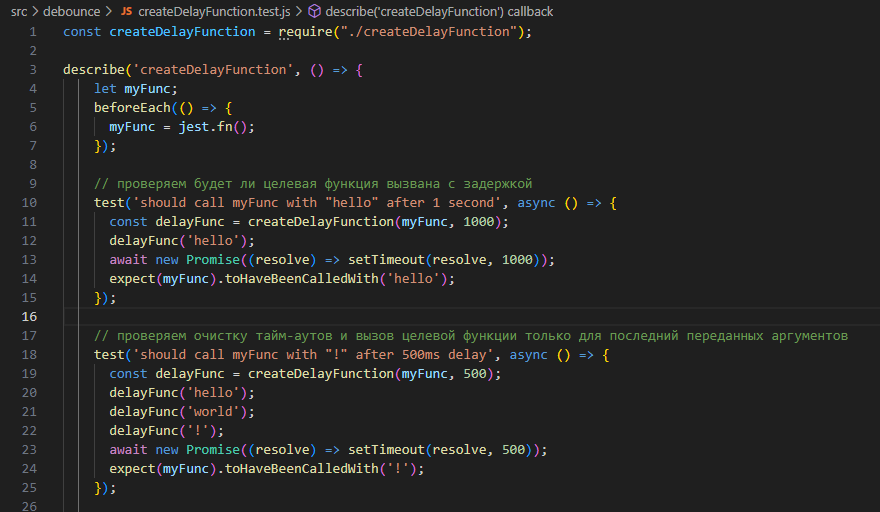 src > debounce > JS createDelayFunction.test.js > describe('createDelayFunction') callback
1 const createDelayFunction = require("./createDelayFunction");
2
3 describe('createDelayFunction', () => {
4 let myFunc;
5 beforeEach(() => {
6 myFunc = jest.fn();
7 });
8
9 // проверяем будет ли целевая функция вызвана с задержкой
10 test('should call myFunc with "hello" after 1 second', async () => {
11 const delayFunc = createDelayFunction(myFunc, 1000);
12 delayFunc('hello');
13 await new Promise((resolve) => setTimeout(resolve, 1000));
14 expect(myFunc).toHaveBeenCalledWith('hello');
15 });
16
17 // проверяем очистку тайм-аутов и вызов целевой функции только для последний переданных аргументов
18 test('should call myFunc with "!" after 500ms delay', async () => {
19 const delayFunc = createDelayFunction(myFunc, 500);
20 delayFunc('hello');
21 delayFunc('world');
22 delayFunc('!');
23 await new Promise((resolve) => setTimeout(resolve, 500));
24 expect(myFunc).toHaveBeenCalledWith('!');
25 });
26